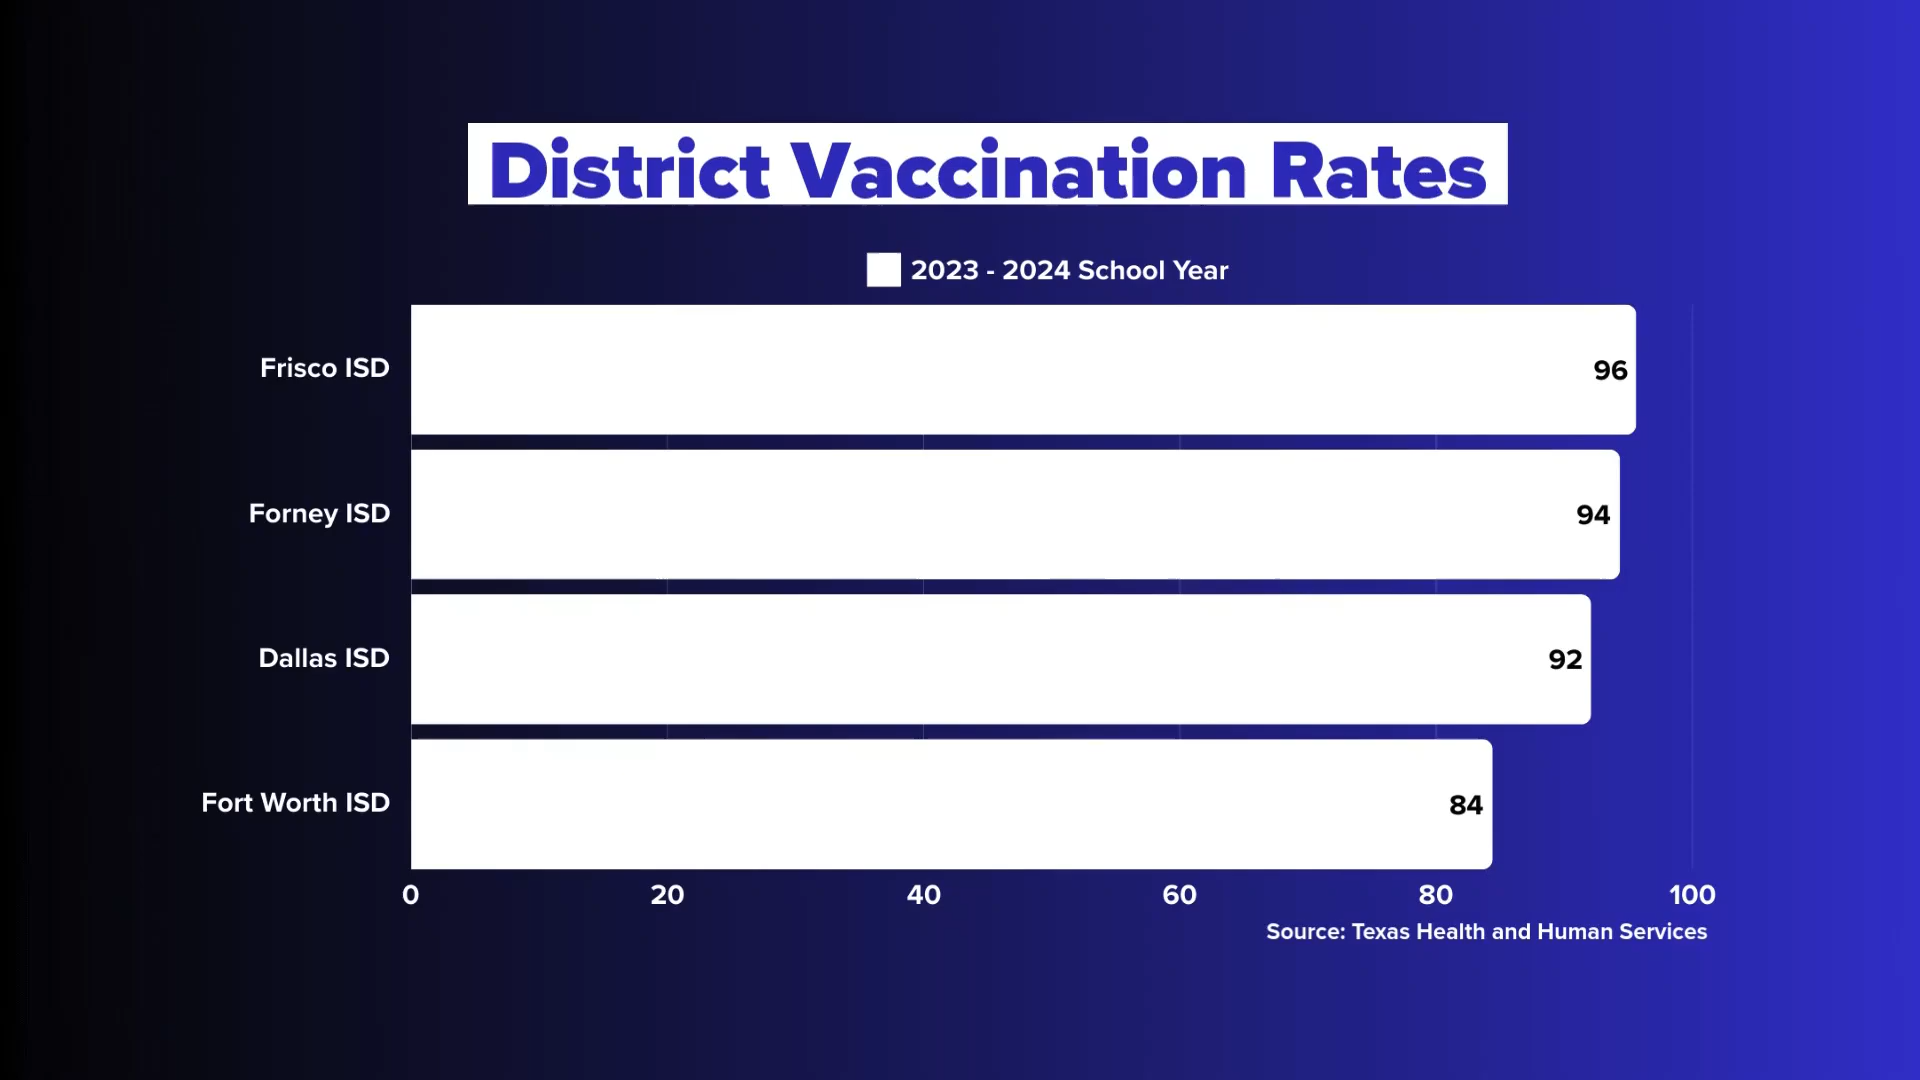 District Vaccination Rates
2023 - 2024 School Year
Frisco ISD
96
Forney ISD
94
Dallas ISD
92
Fort Worth ISD
84
0 20 40 60 80 100
Source: Texas Health and Human Services